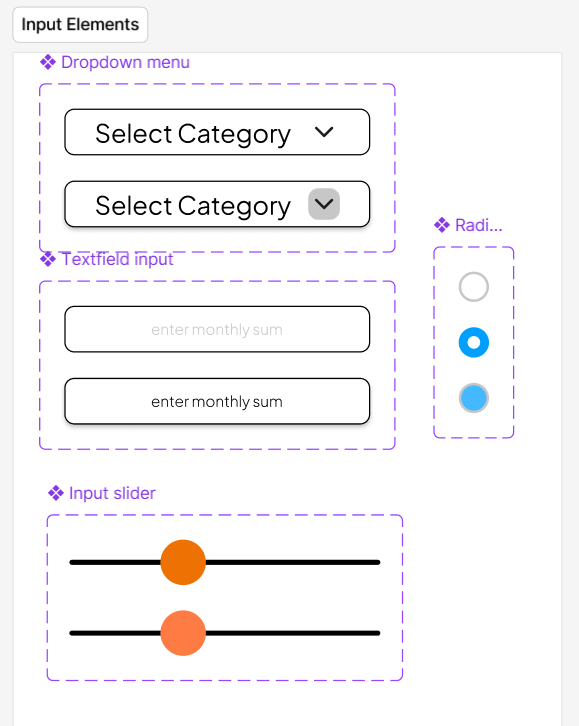 Input Elements
Dropdown menu
Select Category
Select Category
Textfield input
enter monthly sum
enter monthly sum
Radi...
Input slider